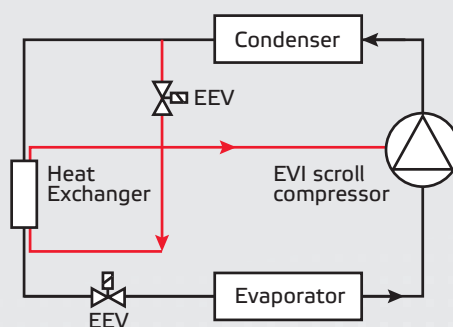 Condenser
EEV
Heat
Exchanger
EVI scroll
compressor
Evaporator
EEV